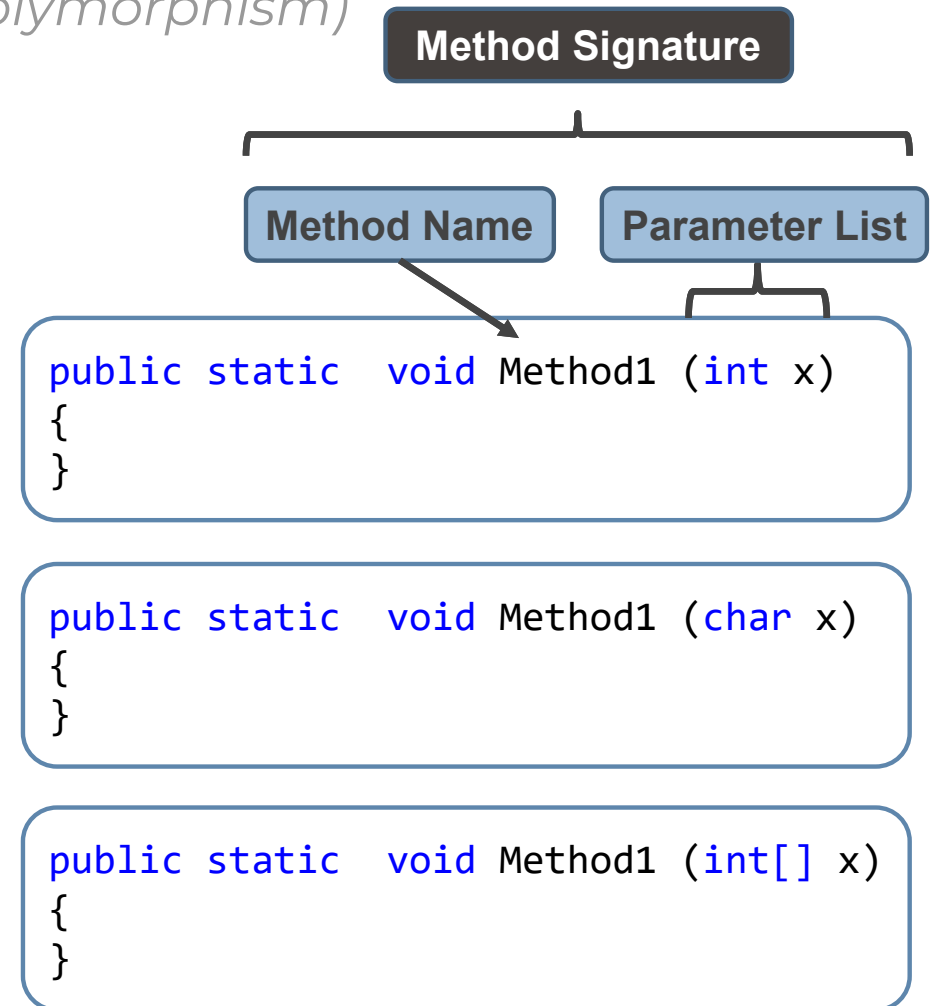 olymorphism)
Method Signature
Method Name Parameter List
public static  void Method1 (int x)
{
}
public static  void Method1 (char x)
{
}
public static  void Method1 (int[] x)
{
}